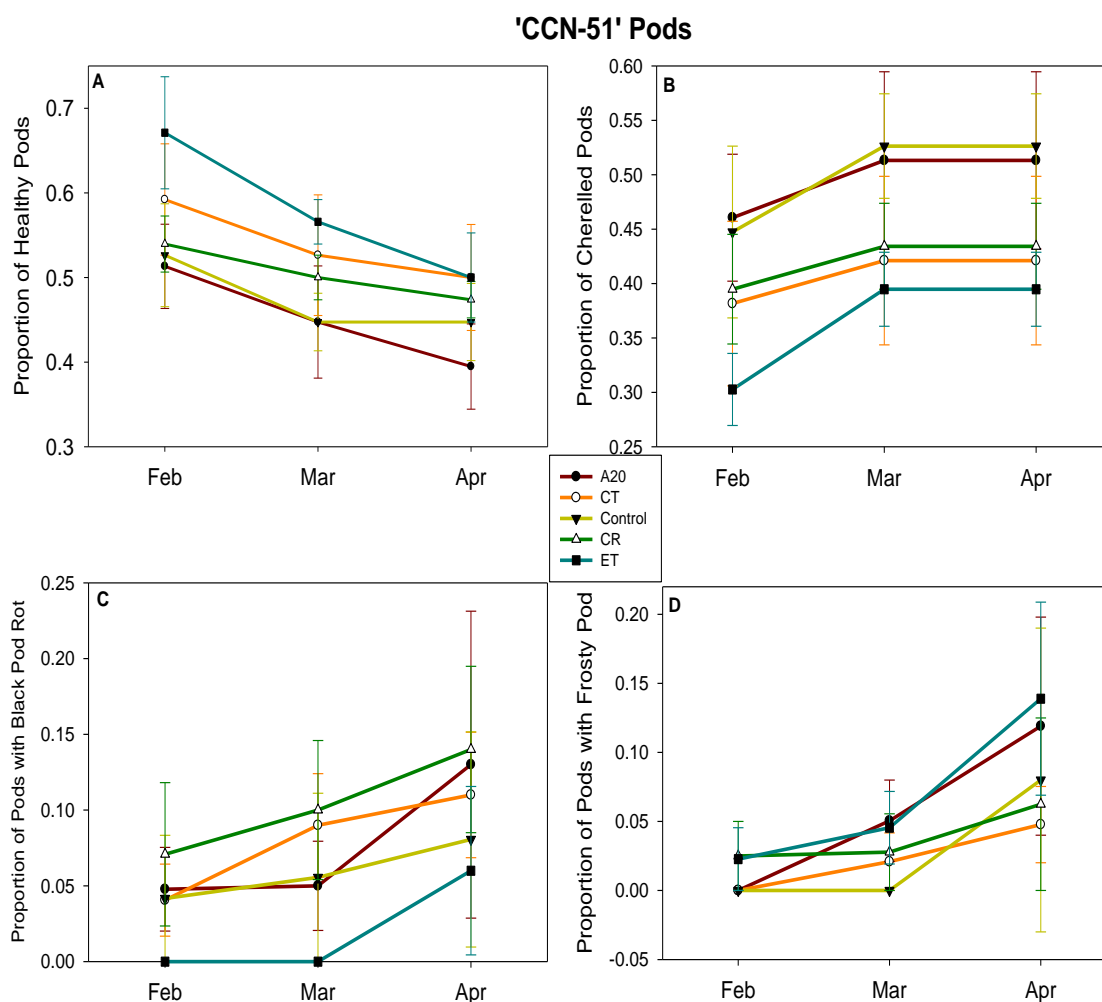 'CCN-51' Pods
A
Proportion of Healthy Pods
0.7
0.6
0.5
0.4
0.3
Feb Mar Apr
B
Proportion of Cherelled Pods
0.60
0.55
0.50
0.45
0.40
0.35
0.30
0.25
Feb Mar Apr
A20
CT
Control
CR
ET
C
Proportion of Pods with Black Pod Rot
0.25
0.20
0.15
0.10
0.05
0.00
Feb Mar Apr
D
Proportion of Pods with Frosty Pod
0.20
0.15
0.10
0.05
0.00
-0.05
Feb Mar Apr